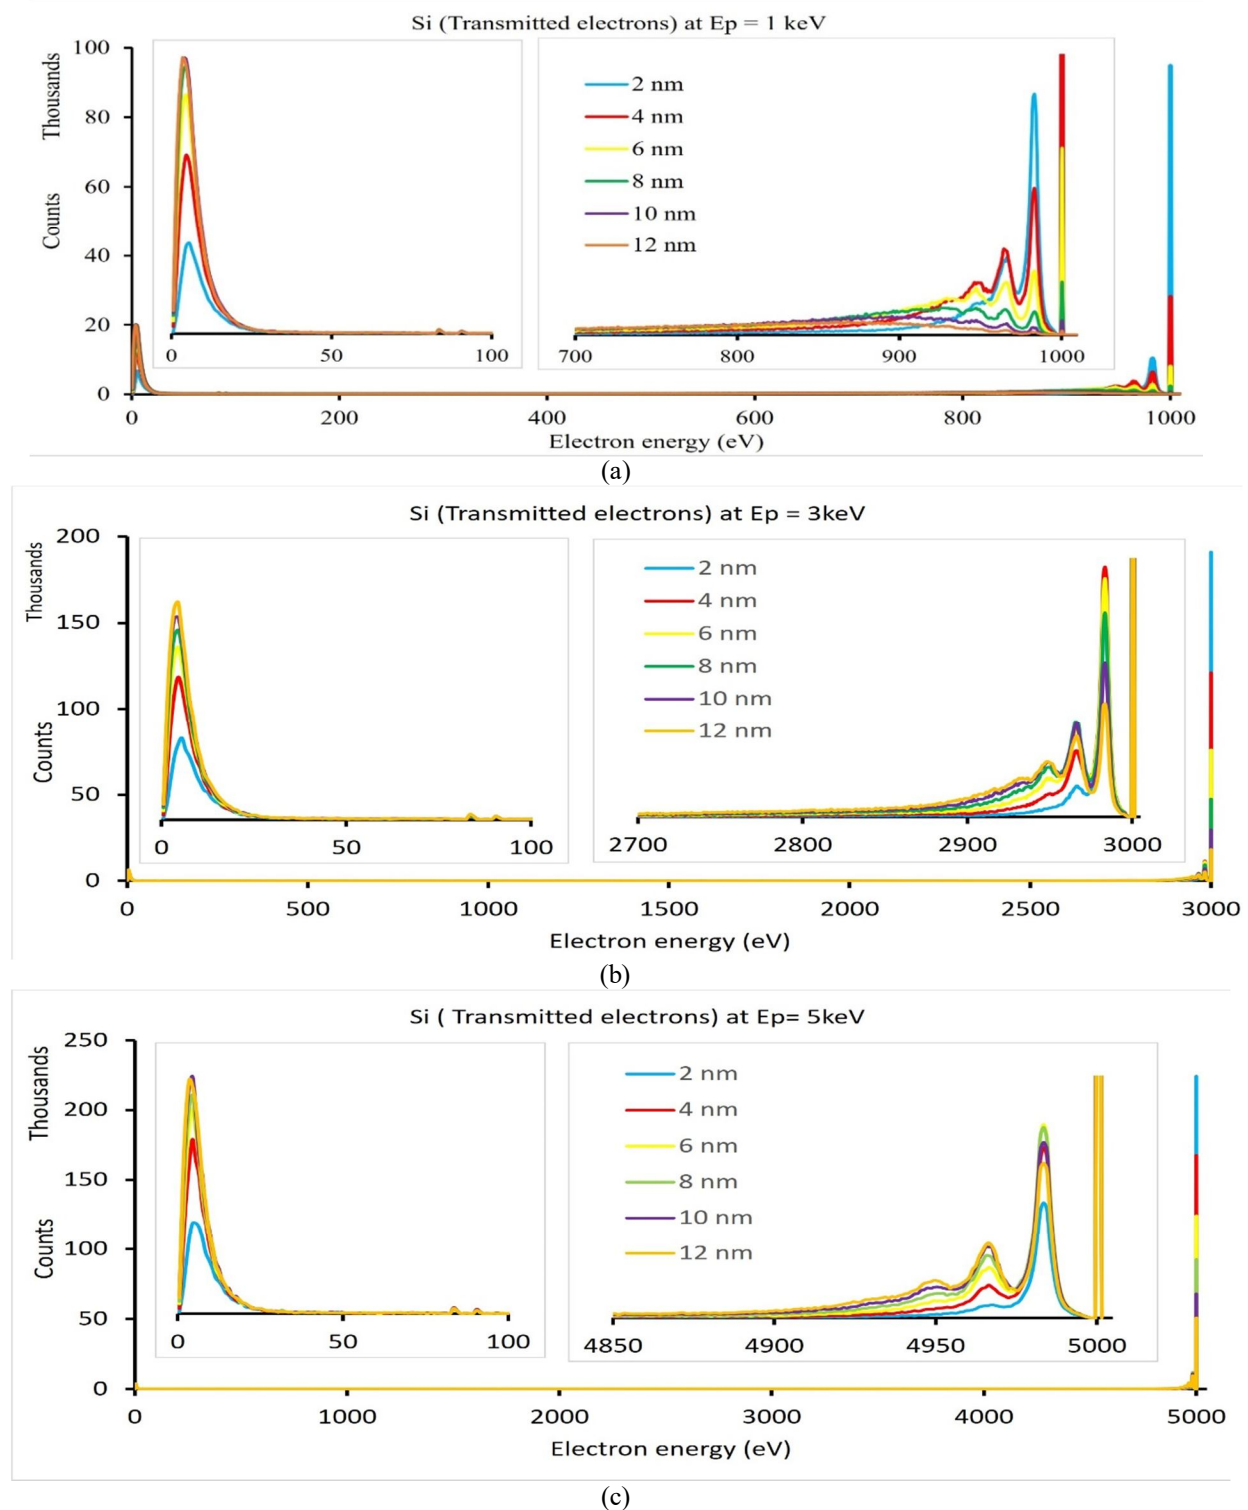 Si (Transmitted electrons) at Ep = 1 keV
Thousands
Counts
100
80
60
40
20
0
0 50 100
2 nm
4 nm
6 nm
8 nm
10 nm
12 nm
700 800 900 1000
0 200 400 600 800 1000
Electron energy (eV)
(a)
Si (Transmitted electrons) at Ep = 3keV
Thousands
Counts
200
150
100
50
0
0 50 100
2 nm
4 nm
6 nm
8 nm
10 nm
12 nm
2700 2800 2900 3000
0 500 1000 1500 2000 2500 3000
Electron energy (eV)
(b)
Si ( Transmitted electrons) at Ep= 5keV
Thousands
Counts
250
200
150
100
50
0
0 50 100
2 nm
4 nm
6 nm
8 nm
10 nm
12 nm
4850 4900 4950 5000
0 1000 2000 3000 4000 5000
Electron energy (eV)
(c)